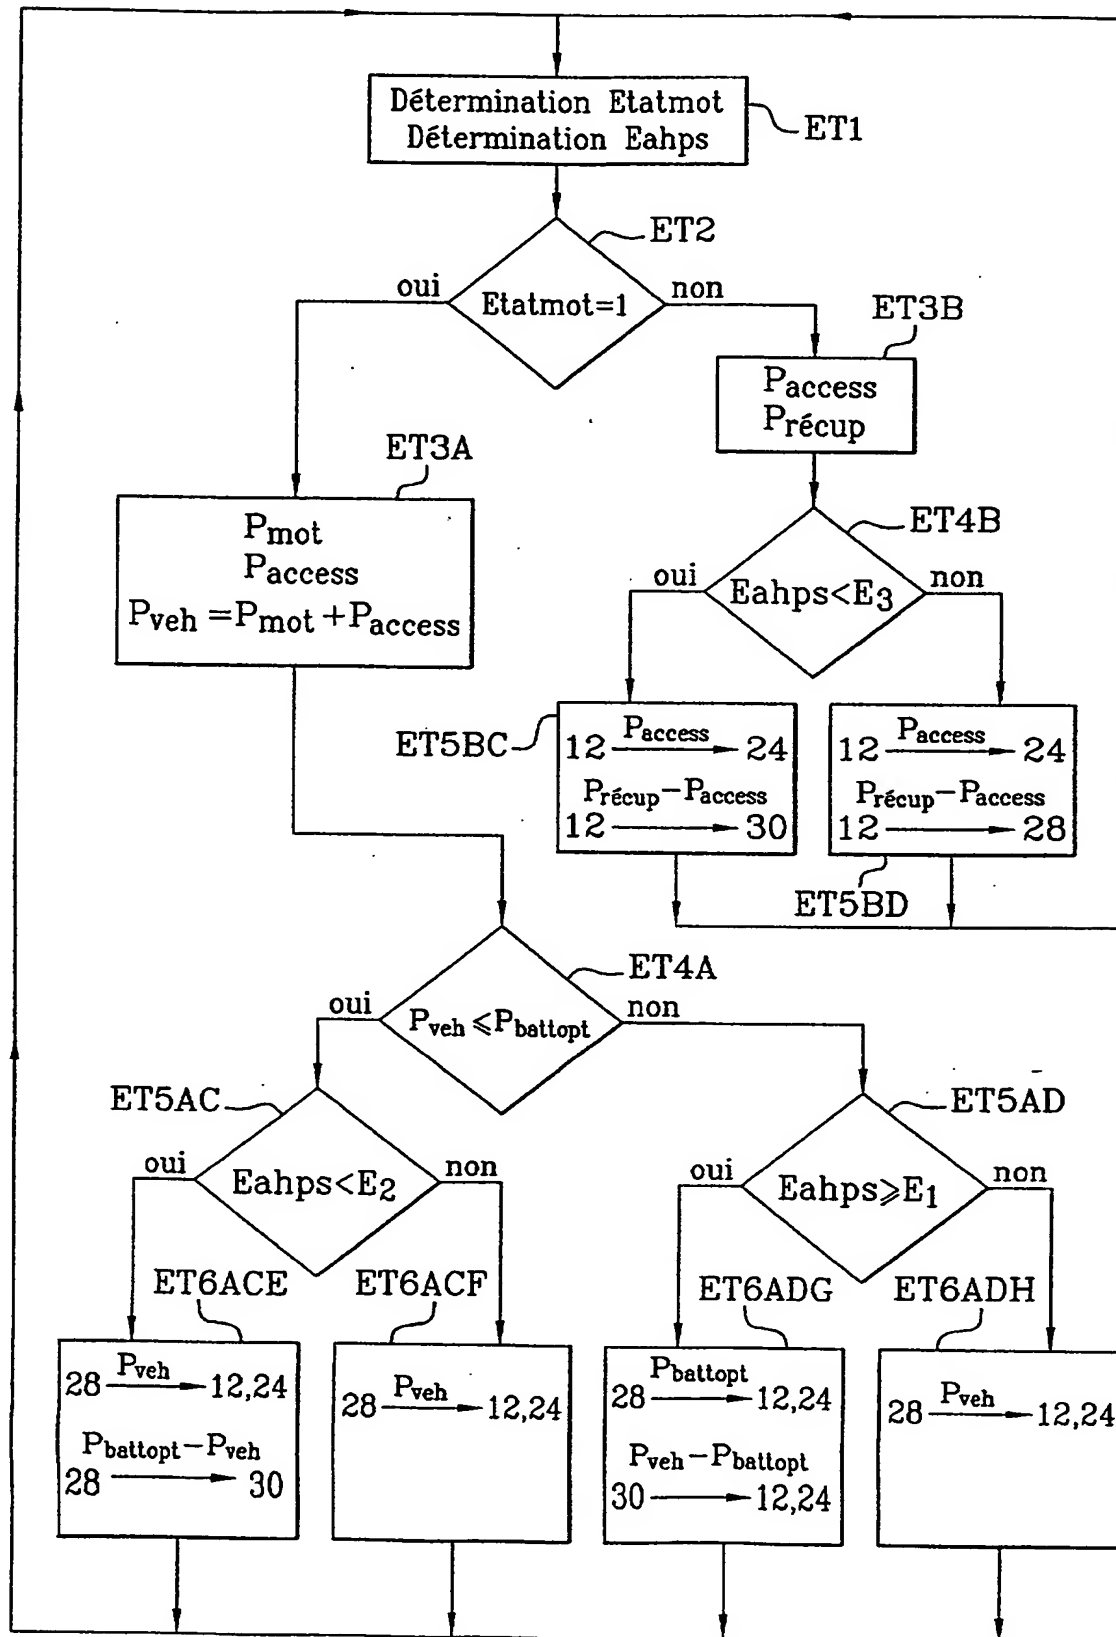 Détermination Etatmot
Détermination Eahps
ET1
ET2
oui
Etatmot=1
non
ET3B
Paccess
Précup
ET3A
Pmot
Paccess
Pveh =Pmot+Paccess
ET4B
oui
Eahps<E3
non
ET5BC
Paccess
12 24
Précup−Paccess
12 30
Paccess
12 24
Précup−Paccess
12 28
ET5BD
ET4A
oui
Pveh ⩽Pbattopt
non
ET5AC
oui
Eahps<E2
non
ET5AD
oui
Eahps⩾E1
non
ET6ACE
Pveh
28 12,24
Pbattopt−Pveh
28 30
ET6ACF
Pveh
28 12,24
ET6ADG
Pbattopt
28 12,24
Pveh−Pbattopt
30 12,24
ET6ADH
Pveh
28 12,24